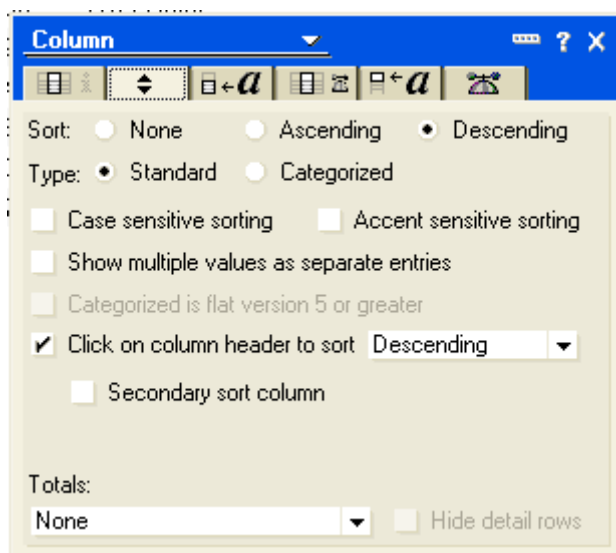 Column ?
a a
Sort: None Ascending Descending
Type: Standard Categorized
Case sensitive sorting Accent sensitive sorting
Show multiple values as separate entries
Categorized is flat version 5 or greater
Click on column header to sort Descending
Secondary sort column
Totals:
None Hide detail rows